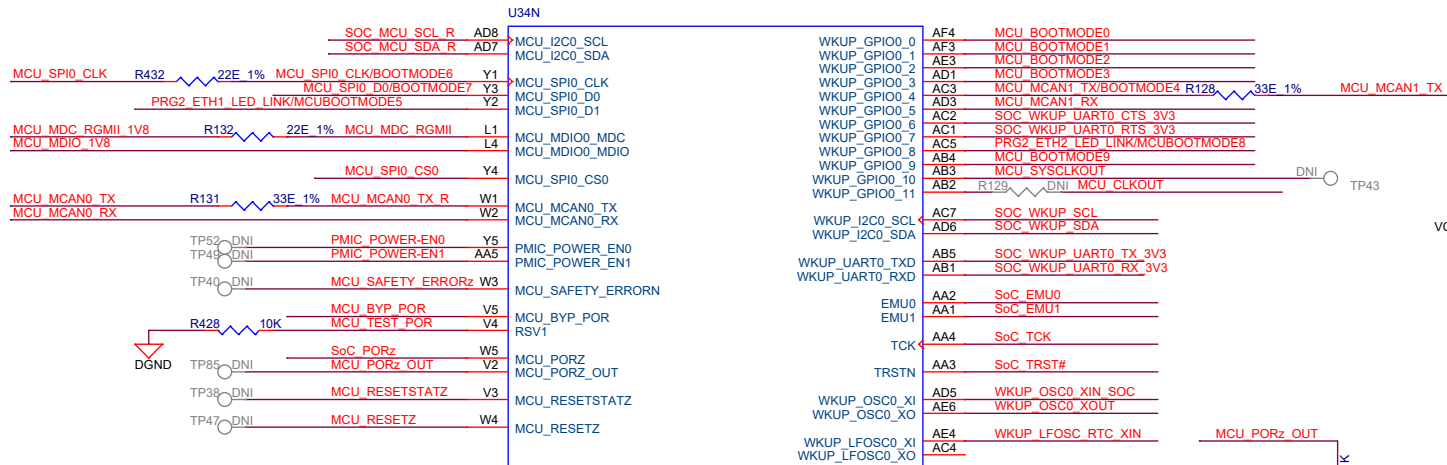 U34N
SOC_MCU_SCL_R AD8 MCU_I2C0_SCL WKUP_GPIO0_0 AF4 MCU_BOOTMODE0
SOC_MCU_SDA_R AD7 MCU_I2C0_SDA WKUP_GPIO0_1 AF3 MCU_BOOTMODE1
WKUP_GPIO0_2 AE3 MCU_BOOTMODE2
MCU_SPI0_CLK R432 22E_1% MCU_SPI0_CLK/BOOTMODE6 Y1 MCU_SPI0_CLK WKUP_GPIO0_3 AD1 MCU_BOOTMODE3
MCU_SPI0_D0/BOOTMODE7 Y3 MCU_SPI0_D0 WKUP_GPIO0_4 AC3 MCU_MCAN1_TX/BOOTMODE4 R128 33E_1% MCU_MCAN1_TX
PRG2_ETH1_LED_LINK/MCUBOOTMODE5 Y2 MCU_SPI0_D1 WKUP_GPIO0_5 AD3 MCU_MCAN1_RX
WKUP_GPIO0_6 AC2 SOC_WKUP_UART0_CTS_3V3
MCU_MDC_RGMII_1V8 R132 22E_1% MCU_MDC_RGMII L1 MCU_MDIO0_MDC WKUP_GPIO0_7 AC1 SOC_WKUP_UART0_RTS_3V3
MCU_MDIO_1V8 L4 MCU_MDIO0_MDIO WKUP_GPIO0_8 AC5 PRG2_ETH2_LED_LINK/MCUBOOTMODE8
WKUP_GPIO0_9 AB4 MCU_BOOTMODE9
MCU_SPI0_CS0 Y4 MCU_SPI0_CS0 WKUP_GPIO0_10 AB3 MCU_SYSCLKOUT DNI TP43
WKUP_GPIO0_11 AB2 R129 DNI MCU_CLKOUT
MCU_MCAN0_TX R131 33E_1% MCU_MCAN0_TX_R W1 MCU_MCAN0_TX
MCU_MCAN0_RX W2 MCU_MCAN0_RX WKUP_I2C0_SCL AC7 SOC_WKUP_SCL
WKUP_I2C0_SDA AD6 SOC_WKUP_SDA VC
TP52 DNI PMIC_POWER-EN0 Y5 PMIC_POWER_EN0 WKUP_UART0_TXD AB5 SOC_WKUP_UART0_TX_3V3
TP49 DNI PMIC_POWER-EN1 AA5 PMIC_POWER_EN1 WKUP_UART0_RXD AB1 SOC_WKUP_UART0_RX_3V3
TP40 DNI MCU_SAFETY_ERRORz W3 MCU_SAFETY_ERRORN
EMU0 AA2 SoC_EMU0
MCU_BYP_POR V5 MCU_BYP_POR EMU1 AA1 SoC_EMU1
R428 10K MCU_TEST_POR V4 RSV1
DGND TCK AA4 SoC_TCK
SoC_PORz W5 MCU_PORZ
TP85 DNI MCU_PORz_OUT V2 MCU_PORZ_OUT TRSTN AA3 SoC_TRST#
TP38 DNI MCU_RESETSTATZ V3 MCU_RESETSTATZ WKUP_OSC0_XI AD5 WKUP_OSC0_XIN_SOC
WKUP_OSC0_XO AE6 WKUP_OSC0_XOUT
TP47 DNI MCU_RESETZ W4 MCU_RESETZ
WKUP_LFOSC0_XI AE4 WKUP_LFOSC_RTC_XIN MCU_PORz_OUT
WKUP_LFOSC0_XO AC4
K